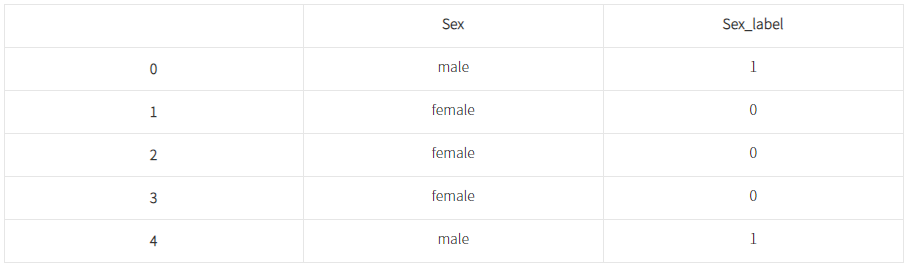 Sex Sex_label
0 male 1
1 female 0
2 female 0
3 female 0
4 male 1